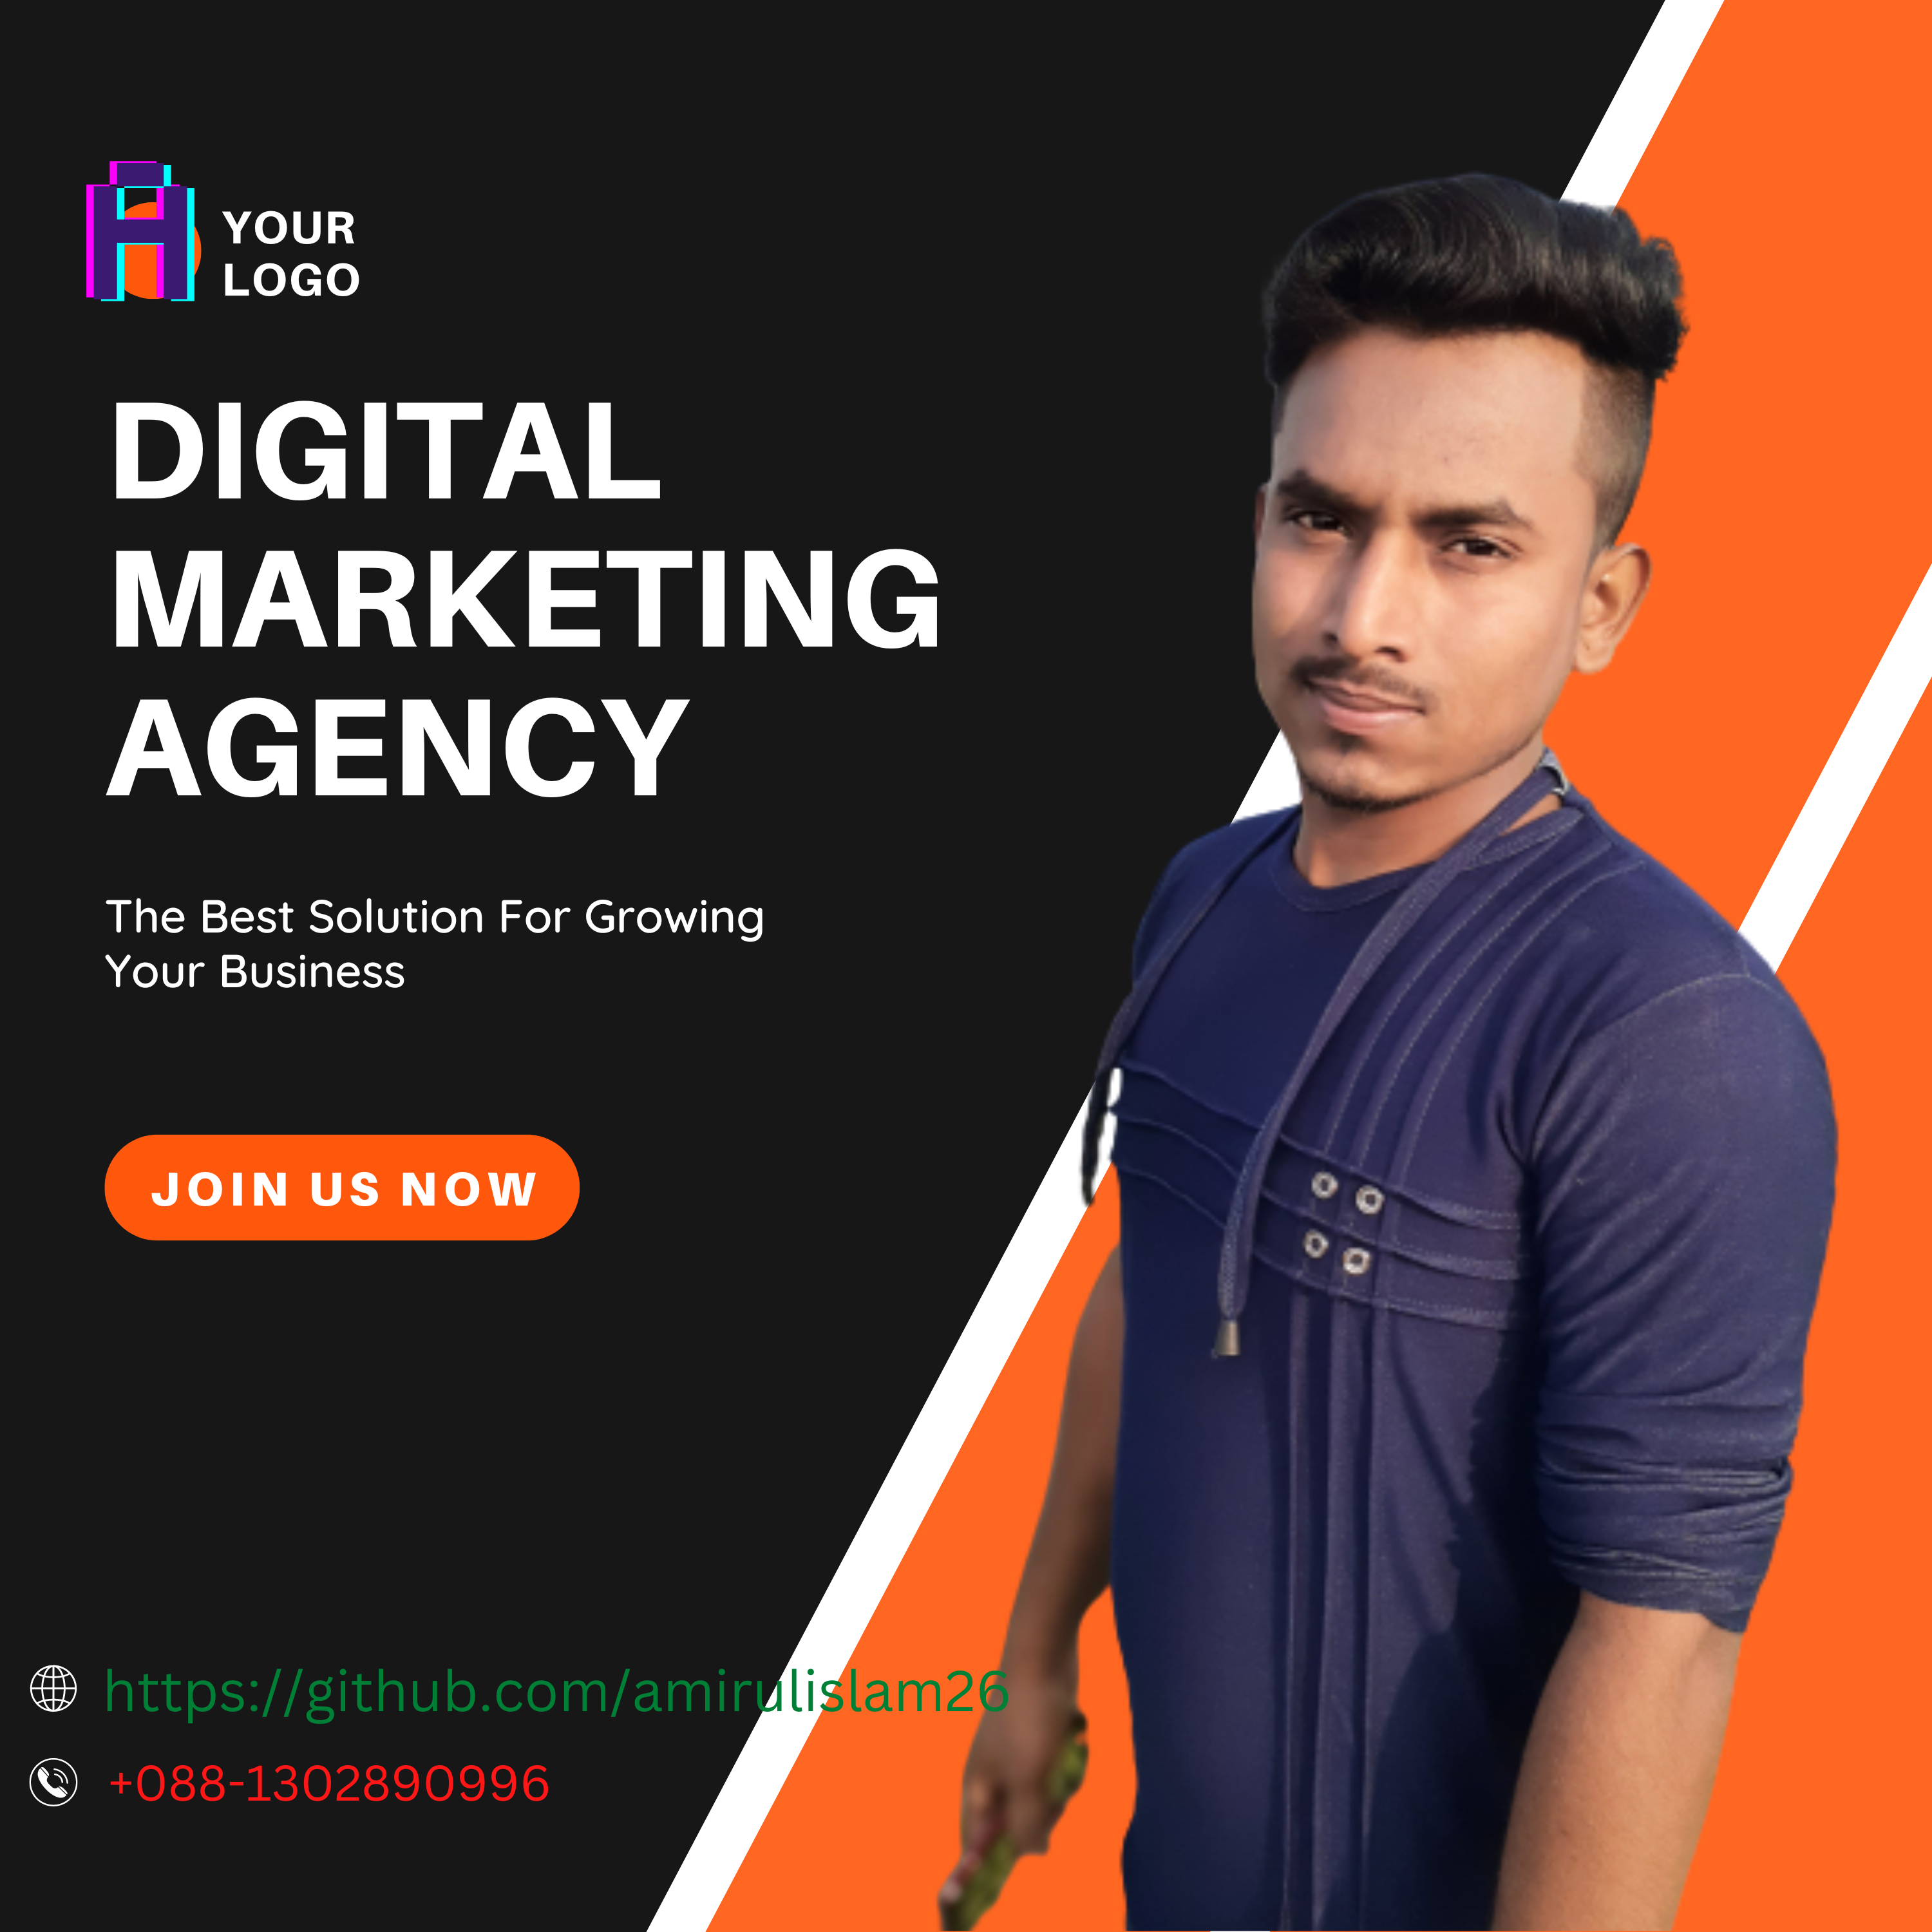 H
YOUR
LOGO
DIGITAL
MARKETING
AGENCY
The Best Solution For Growing
Your Business
JOIN US NOW
https://github.com/amirulislam26
+088-1302890996